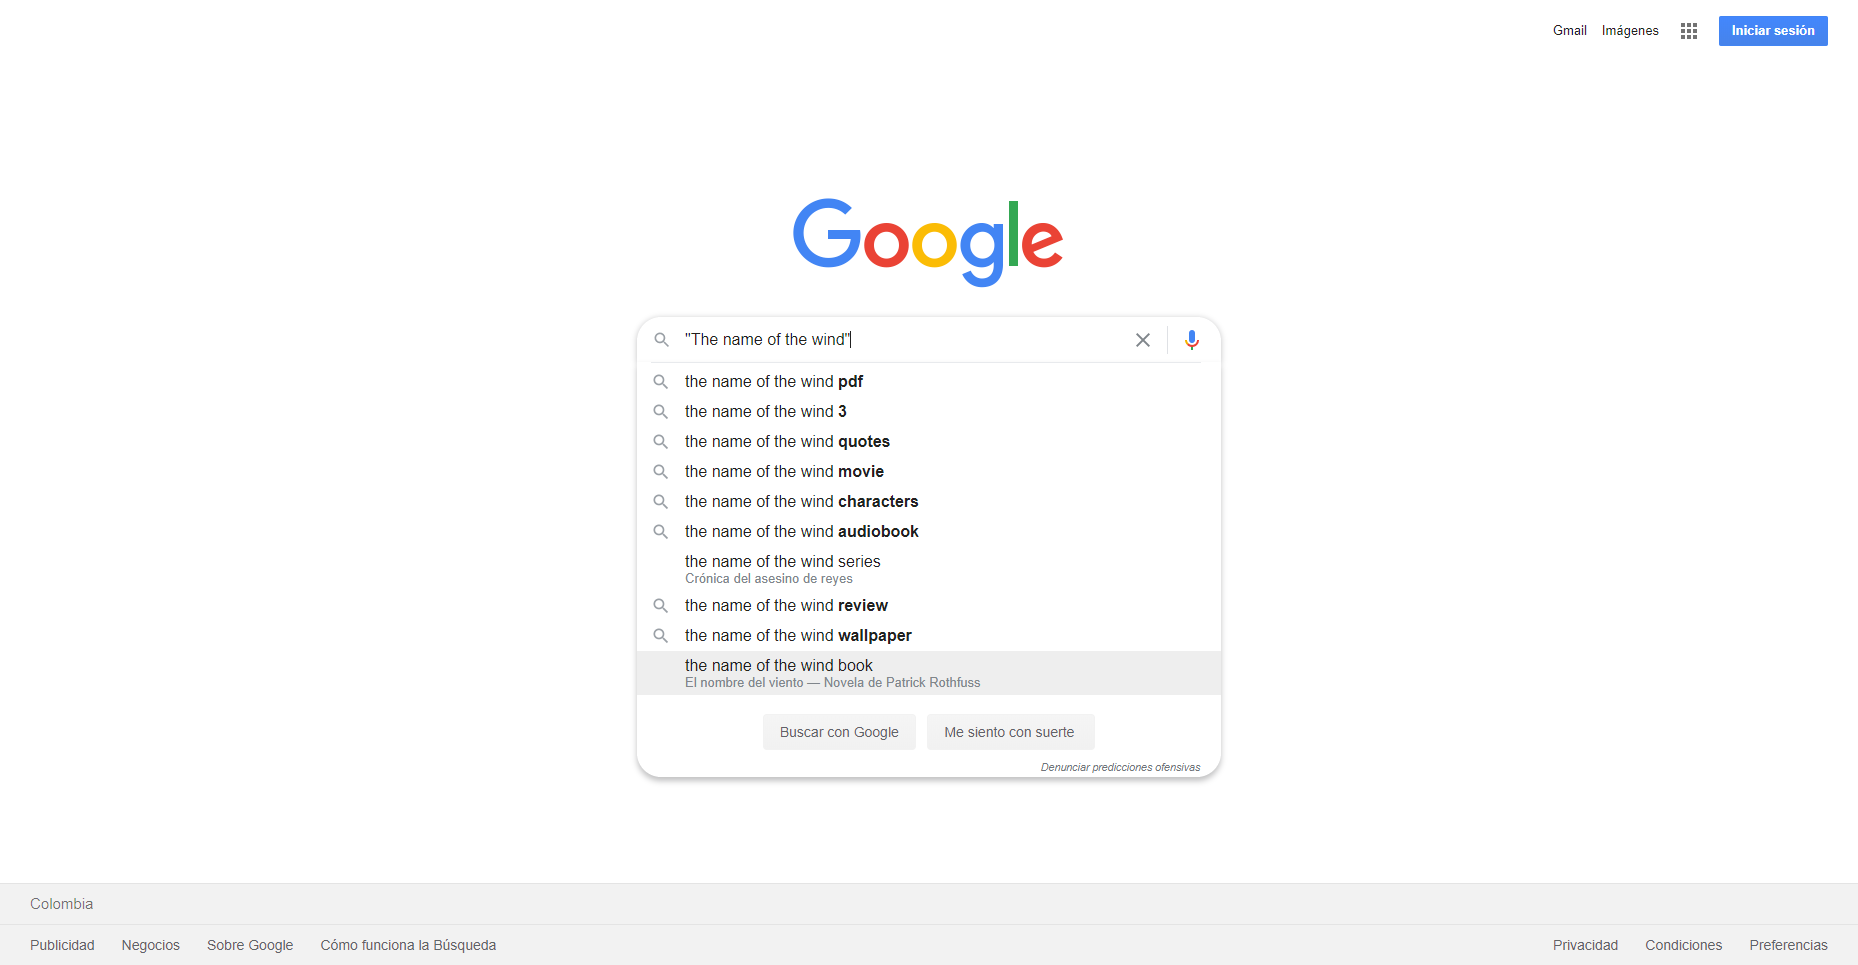 Gmail Imágenes Iniciar sesión
Google
"The name of the wind"
the name of the wind pdf
the name of the wind 3
the name of the wind quotes
the name of the wind movie
the name of the wind characters
the name of the wind audiobook
the name of the wind series
Crónica del asesino de reyes
the name of the wind review
the name of the wind wallpaper
the name of the wind book
El nombre del viento — Novela de Patrick Rothfuss
Buscar con Google Me siento con suerte
Denunciar predicciones ofensivas
Colombia
Publicidad Negocios Sobre Google Cómo funciona la Búsqueda Privacidad Condiciones Preferencias